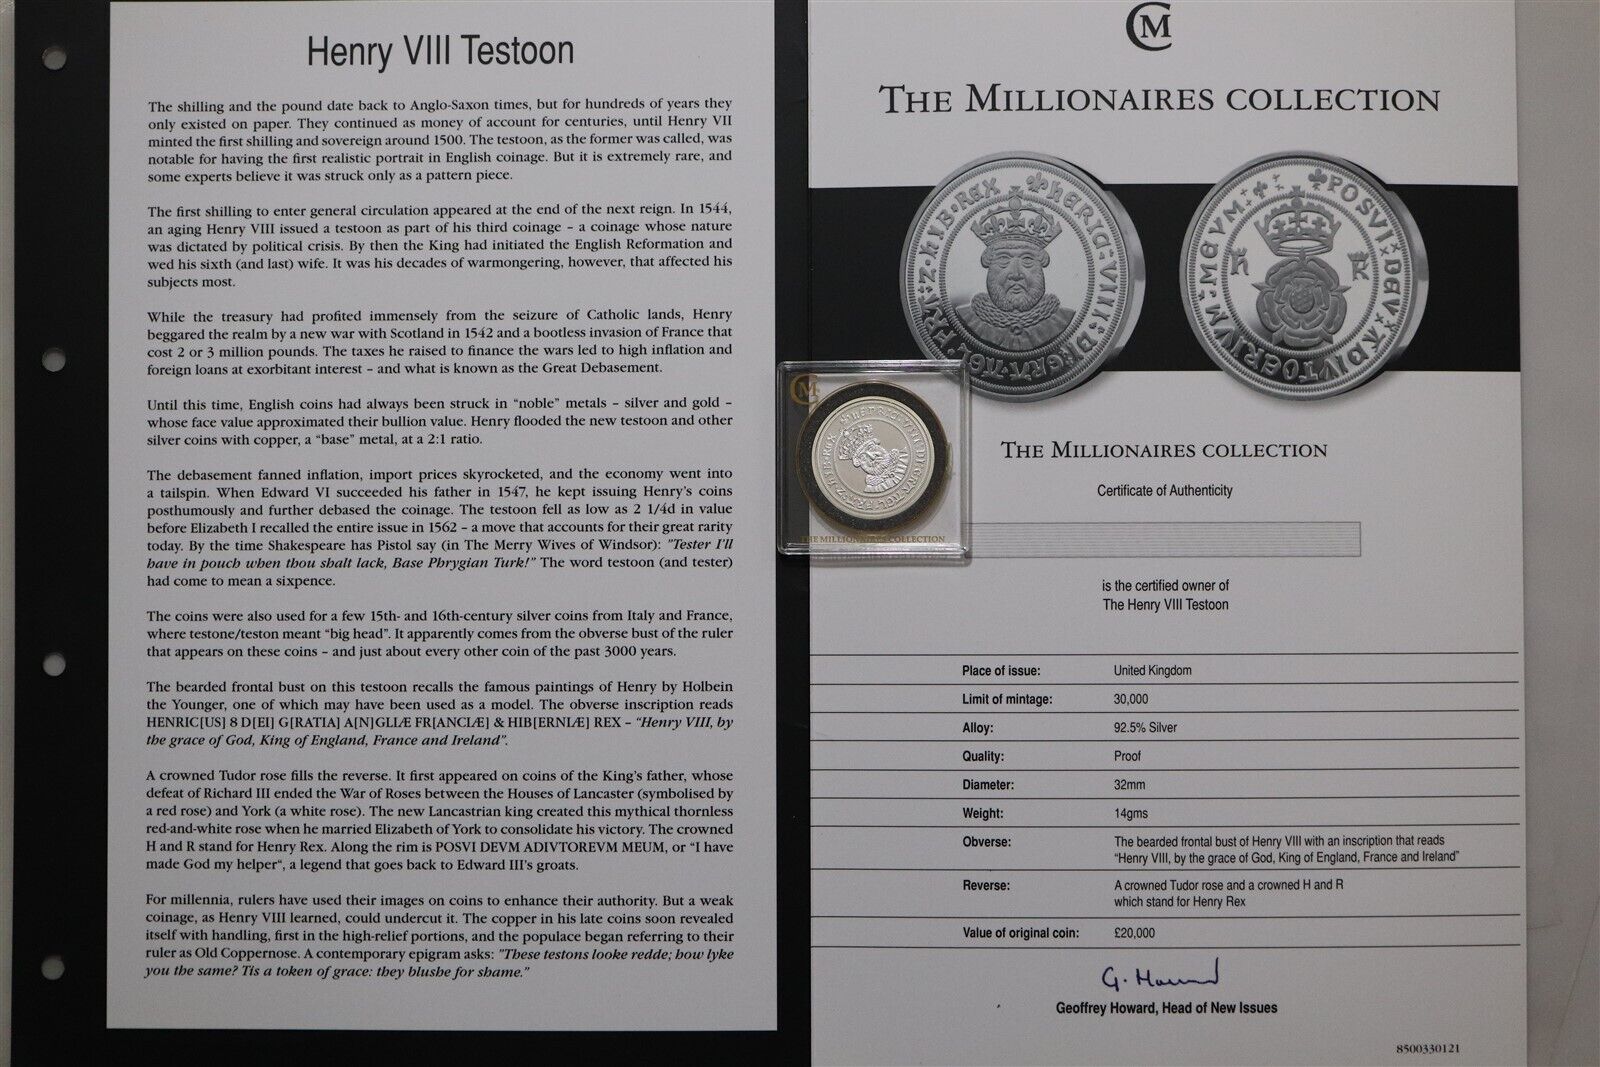 Henry VIII Testoon
The shilling and the pound date back to Anglo-Saxon times, but for hundreds of years they
only existed on paper. They continued as money of account for centuries, until Henry VII
minted the first shilling and sovereign around 1500. The testoon, as the former was called, was
notable for having the first realistic portrait in English coinage. But it is extremely rare, and
some experts believe it was struck only as a pattern piece.
The first shilling to enter general circulation appeared at the end of the next reign. In 1544,
an aging Henry VIII issued a testoon as part of his third coinage – a coinage whose nature
was dictated by political crisis. By then the King had initiated the English Reformation and
wed his sixth (and last) wife. It was his decades of warmongering, however, that affected his
subjects most.
While the treasury had profited immensely from the seizure of Catholic lands, Henry
beggared the realm by a new war with Scotland in 1542 and a bootless invasion of France that
cost 2 or 3 million pounds. The taxes he raised to finance the wars led to high inflation and
foreign loans at exorbitant interest – and what is known as the Great Debasement.
Until this time, English coins had always been struck in “noble” metals – silver and gold –
whose face value approximated their bullion value. Henry flooded the new testoon and other
silver coins with copper, a “base” metal, at a 2:1 ratio.
The debasement fanned inflation, import prices skyrocketed, and the economy went into
a tailspin. When Edward VI succeeded his father in 1547, he kept issuing Henry’s coins
posthumously and further debased the coinage. The testoon fell as low as 2 1/4d in value
before Elizabeth I recalled the entire issue in 1562 – a move that accounts for their great rarity
today. By the time Shakespeare has Pistol say (in The Merry Wives of Windsor): "Tester I’ll
have in pouch when thou shalt lack, Base Phrygian Turk!" The word testoon (and tester)
had come to mean a sixpence.
The coins were also used for a few 15th- and 16th-century silver coins from Italy and France,
where testone/teston meant “big head”. It apparently comes from the obverse bust of the ruler
that appears on these coins – and just about every other coin of the past 3000 years.
The bearded frontal bust on this testoon recalls the famous paintings of Henry by Holbein
the Younger, one of which may have been used as a model. The obverse inscription reads
HENRIC[US] 8 D[EI] G[RATIA] A[N]GLIÆ FR[ANCIÆ] & HIB[ERNIÆ] REX – “Henry VIII, by
the grace of God, King of England, France and Ireland”.
A crowned Tudor rose fills the reverse. It first appeared on coins of the King’s father, whose
defeat of Richard III ended the War of Roses between the Houses of Lancaster (symbolised by
a red rose) and York (a white rose). The new Lancastrian king created this mythical thornless
red-and-white rose when he married Elizabeth of York to consolidate his victory. The crowned
H and R stand for Henry Rex. Along the rim is POSVI DEVM ADIVTOREVM MEUM, or “I have
made God my helper“, a legend that goes back to Edward III’s groats.
For millennia, rulers have used their images on coins to enhance their authority. But a weak
coinage, as Henry VIII learned, could undercut it. The copper in his late coins soon revealed
itself with handling, first in the high-relief portions, and the populace began referring to their
ruler as Old Coppernose. A contemporary epigram asks: "These testons looke redde; how lyke
you the same? Tis a token of grace: they blushe for shame."
CM
THE MILLIONAIRES COLLECTION
CM
THE MILLIONAIRES COLLECTION
THE MILLIONAIRES COLLECTION
Certificate of Authenticity
is the certified owner of
The Henry VIII Testoon
Place of issue: United Kingdom
Limit of mintage: 30,000
Alloy: 92.5% Silver
Quality: Proof
Diameter: 32mm
Weight: 14gms
Obverse: The bearded frontal bust of Henry VIII with an inscription that reads
“Henry VIII, by the grace of God, King of England, France and Ireland”
Reverse: A crowned Tudor rose and a crowned H and R
which stand for Henry Rex
Value of original coin: £20,000
G. Howard
Geoffrey Howard, Head of New Issues
8500330121